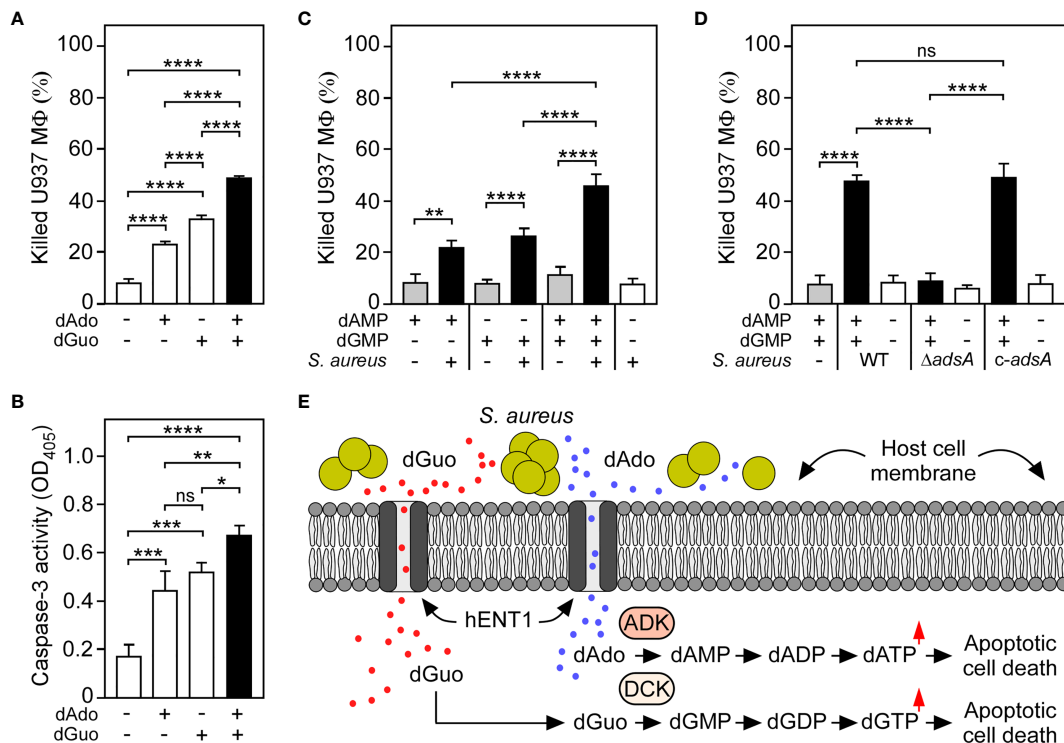 A
Killed U937 MΦ (%)
100
80
60
40
20
0
****
****
****
****
****
****
dAdo - + - +
dGuo - - + +
B
Caspase-3 activity (OD405)
1.0
0.8
0.6
0.4
0.2
0
****
**
ns
*
***
***
dAdo - + - +
dGuo - - + +
C
Killed U937 MΦ (%)
100
80
60
40
20
0
****
****
****
**
****
dAMP + + - - + + -
dGMP - - + + + + -
S. aureus - + - + - + +
D
Killed U937 MΦ (%)
100
80
60
40
20
0
ns
****
****
****
dAMP + + - + - + -
dGMP + + - + - + -
S. aureus - WT ΔadsA c-adsA
E
S. aureus
dGuo
dAdo
Host cell
membrane
hENT1
ADK
dAdo dAMP dADP dATP Apoptotic
cell death
dGuo
DCK
dGuo dGMP dGDP dGTP Apoptotic
cell death